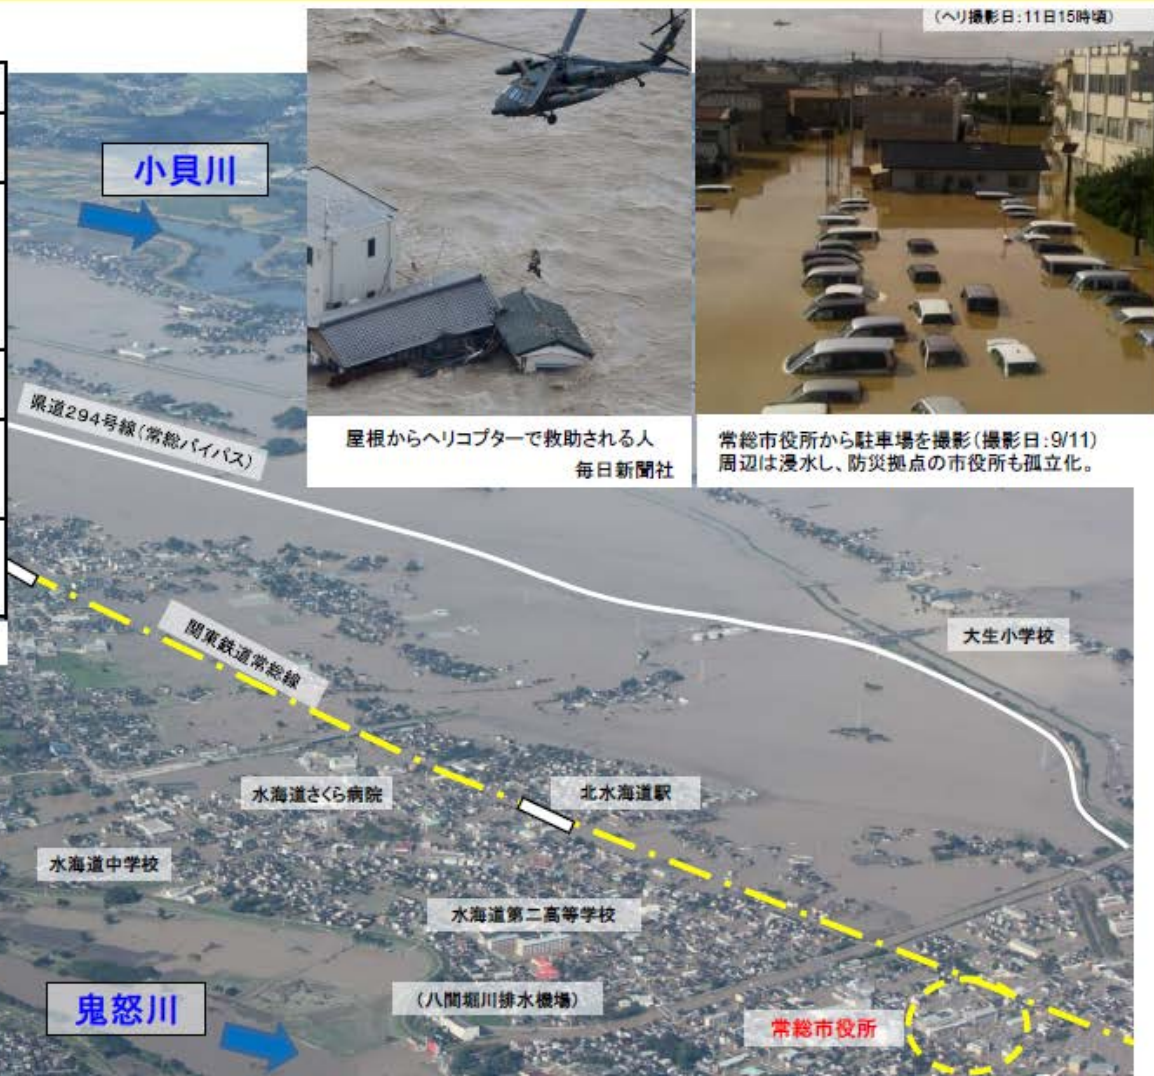 (ヘリ撮影日:11日15時頃)
小貝川
屋根からヘリコプターで救助される人
毎日新聞社
常総市役所から駐車場を撮影(撮影日:9/11)
周辺は浸水し、防災拠点の市役所も孤立化。
県道294号線(常総バイパス)
関東鉄道常総線
大生小学校
水海道さくら病院
北水海道駅
水海道中学校
水海道第二高等学校
鬼怒川
(八間堀川排水機場)
常総市役所